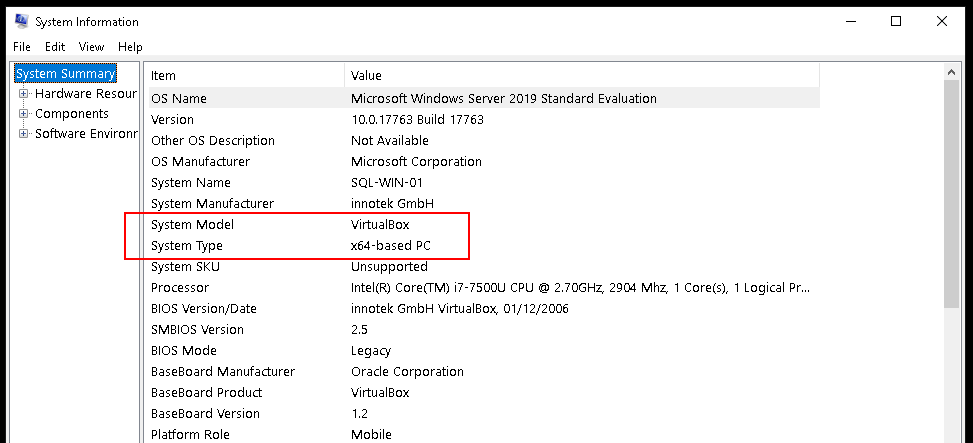 System Information
File Edit View Help
System Summary
Hardware Resour
Components
Software Environr
Item Value
OS Name Microsoft Windows Server 2019 Standard Evaluation
Version 10.0.17763 Build 17763
Other OS Description Not Available
OS Manufacturer Microsoft Corporation
System Name SQL-WIN-01
System Manufacturer innotek GmbH
System Model VirtualBox
System Type x64-based PC
System SKU Unsupported
Processor Intel(R) Core(TM) i7-7500U CPU @ 2.70GHz, 2904 Mhz, 1 Core(s), 1 Logical Pr...
BIOS Version/Date innotek GmbH VirtualBox, 01/12/2006
SMBIOS Version 2.5
BIOS Mode Legacy
BaseBoard Manufacturer Oracle Corporation
BaseBoard Product VirtualBox
BaseBoard Version 1.2
Platform Role Mobile